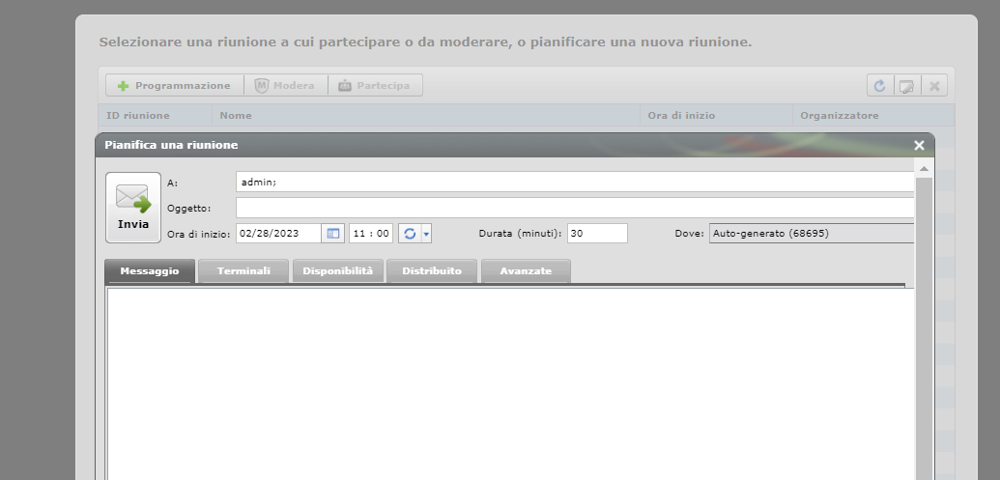 Selezionare una riunione a cui partecipare o da moderare, o pianificare una nuova riunione.
Programmazione M Modera Partecipa
ID riunione Nome Ora di inizio Organizzatore
Pianifica una riunione
Invia
A: admin;
Oggetto:
Ora di inizio: 02/28/2023 11 : 00 Durata (minuti): 30 Dove: Auto-generato (68695)
Messaggio Terminali Disponibilità Distribuito Avanzate